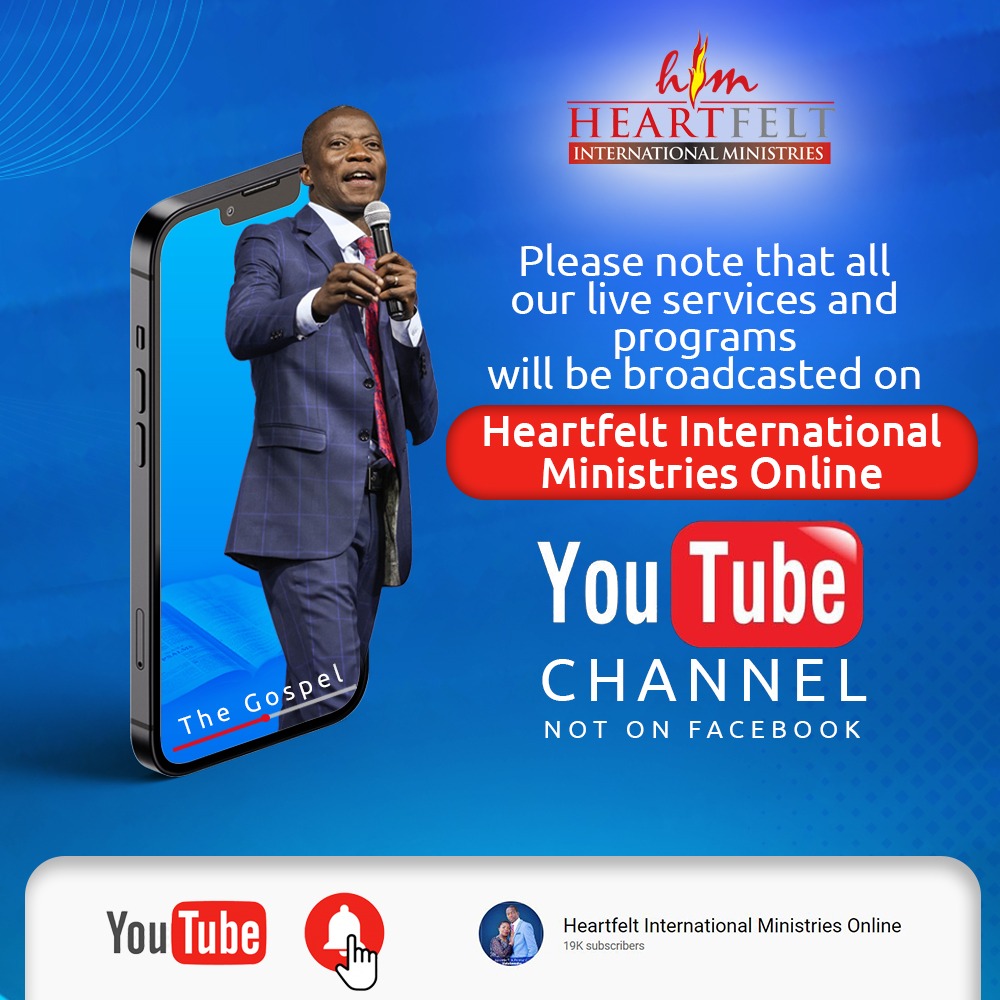 him
HEARTFELT
INTERNATIONAL MINISTRIES
Please note that all
our live services and
programs
will be broadcasted on
Heartfelt International
Ministries Online
You Tube
CHANNEL
NOT ON FACEBOOK
The Gospel
You Tube
Heartfelt International Ministries Online
19K subscribers